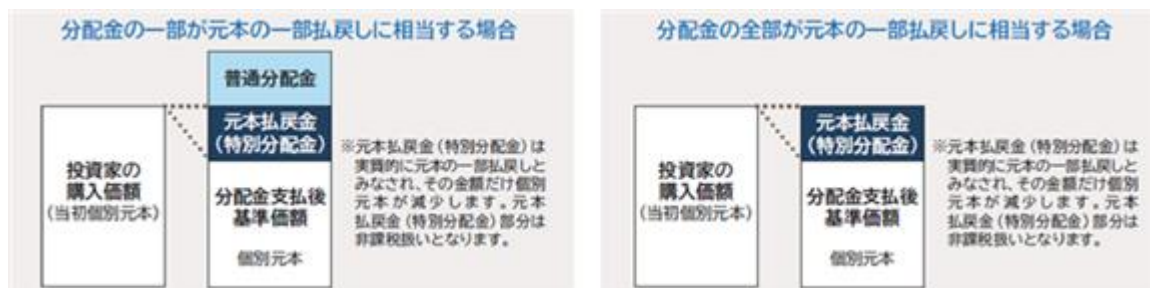 分配金の一部が元本の一部払戻しに相当する場合
普通分配金
元本払戻金
(特別分配金)
投資家の
購入価額
(当初個別元本)
分配金支払後
基準価額
個別元本
※元本払戻金(特別分配金)は
実質的に元本の一部払戻しと
みなされ、その金額だけ個別
元本が減少します。元本
払戻金(特別分配金)部分は
非課税扱いとなります。
分配金の全部が元本の一部払戻しに相当する場合
元本払戻金
(特別分配金)
投資家の
購入価額
(当初個別元本)
分配金支払後
基準価額
個別元本
※元本払戻金(特別分配金)は
実質的に元本の一部払戻しと
みなされ、その金額だけ個別
元本が減少します。元本
払戻金(特別分配金)部分は
非課税扱いとなります。